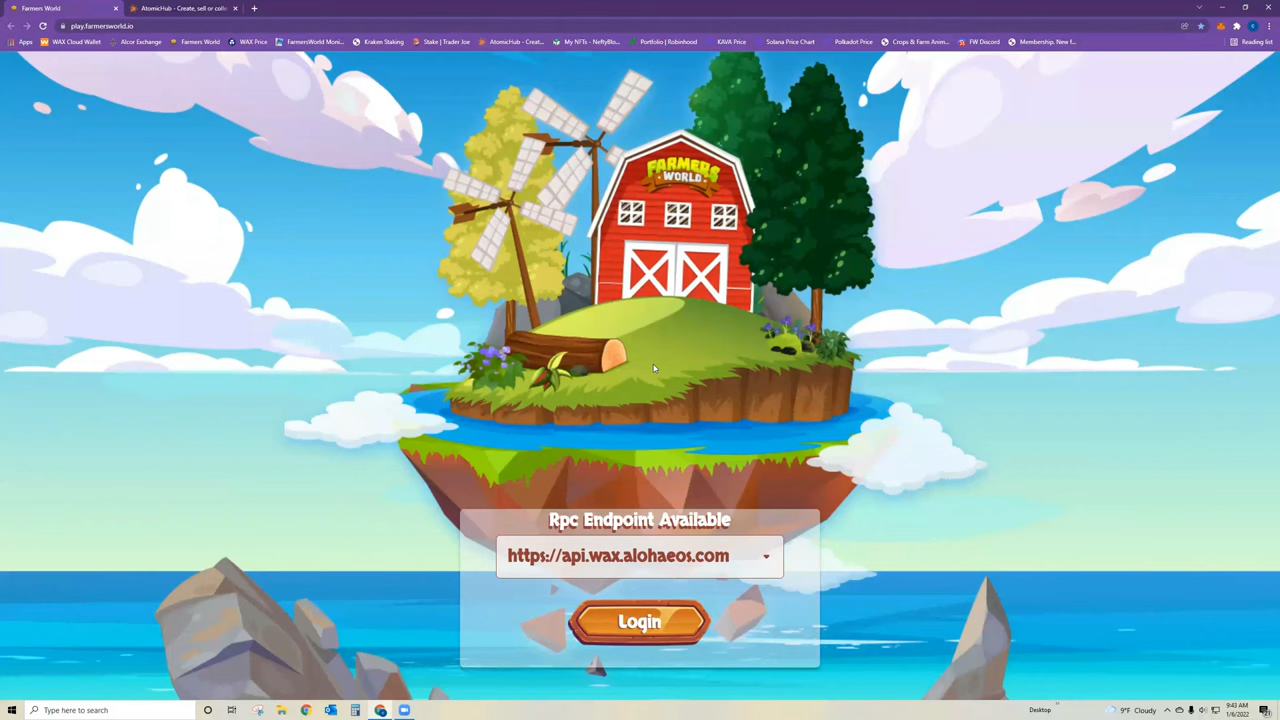 Farmers World
AtomicHub - Create, sell or colle
play.farmersworld.io
Apps
WAX Cloud Wallet
Alcor Exchange
Farmers World
WAX Price
FarmersWorld Moni...
Kraken Staking
Stake | Trader Joe
AtomicHub - Creat...
My NFTs - NeftyBlo...
Portfolio | Robinhood
KAVA Price
Solana Price Chart
Polkadot Price
Crops & Farm Anim...
FW Discord
Membership. New f...
Reading list
FARMERS
WORLD
Rpc Endpoint Available
https://api.wax.alohaeos.com
Login
Type here to search
Desktop
9°F Cloudy
9:43 AM
1/6/2022